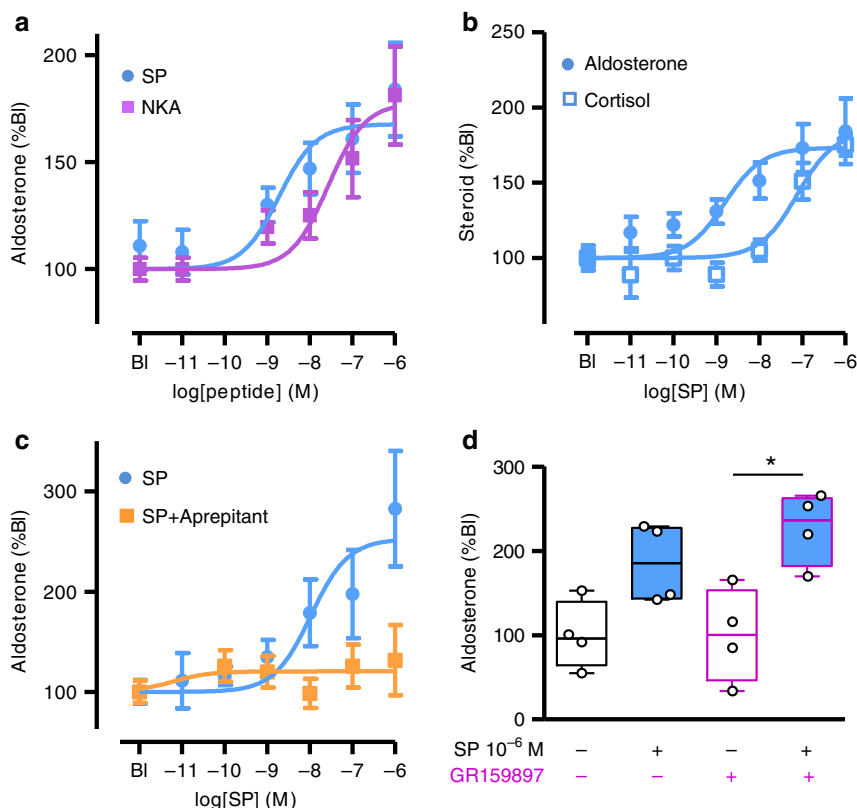 a
200
150
100
Aldosterone (%Bl)
SP
NKA
Bl −11 −10 −9 −8 −7 −6
log[peptide] (M)
b
250
200
150
100
50
Steroid (%Bl)
Aldosterone
Cortisol
Bl −11 −10 −9 −8 −7 −6
log[SP] (M)
c
300
200
100
Aldosterone (%Bl)
SP
SP+Aprepitant
Bl −11 −10 −9 −8 −7 −6
log[SP] (M)
d
300
200
100
0
Aldosterone (%Bl)
*
SP 10⁻⁶ M − + − +
GR159897 − − + +